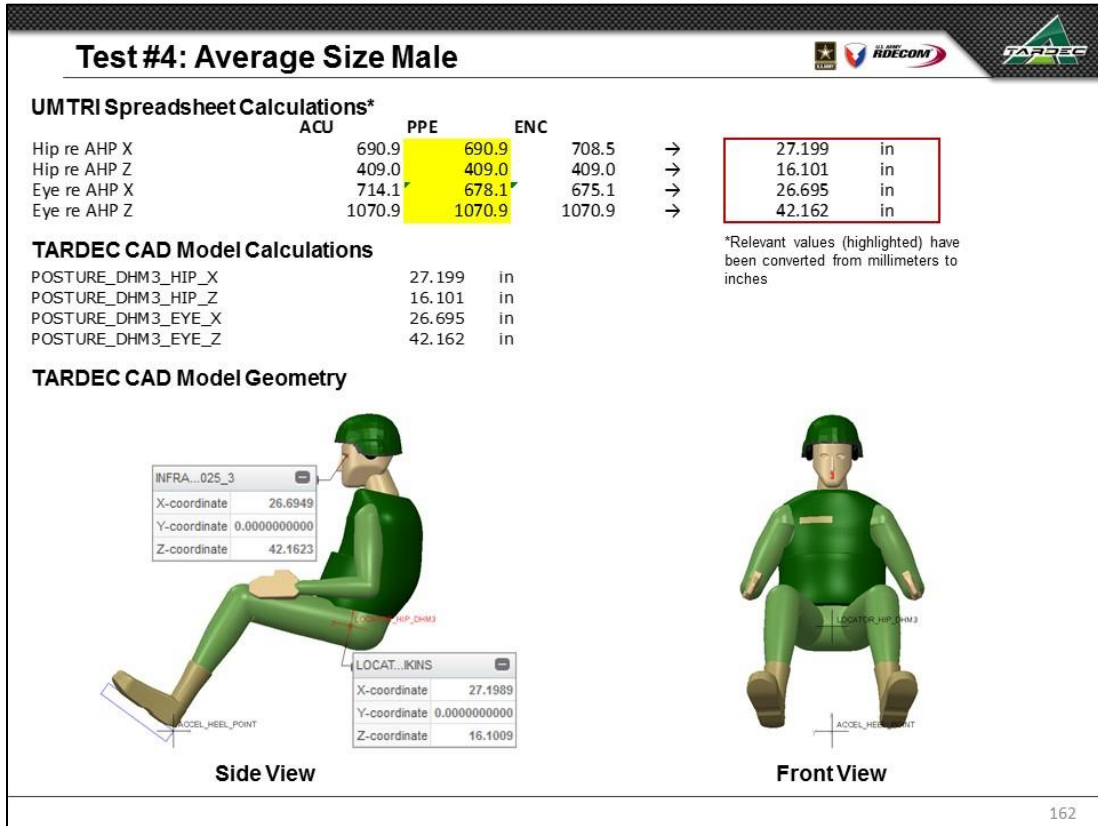 Test #4: Average Size Male
U.S. ARMY
U.S. ARMY RDECOM
TARDEC
UMTRI Spreadsheet Calculations*
ACU PPE ENC
Hip re AHP X 690.9 690.9 708.5 → 27.199 in
Hip re AHP Z 409.0 409.0 409.0 → 16.101 in
Eye re AHP X 714.1 678.1 675.1 → 26.695 in
Eye re AHP Z 1070.9 1070.9 1070.9 → 42.162 in
*Relevant values (highlighted) have
been converted from millimeters to
inches
TARDEC CAD Model Calculations
POSTURE_DHM3_HIP_X 27.199 in
POSTURE_DHM3_HIP_Z 16.101 in
POSTURE_DHM3_EYE_X 26.695 in
POSTURE_DHM3_EYE_Z 42.162 in
TARDEC CAD Model Geometry
INFRA...025_3
X-coordinate 26.6949
Y-coordinate 0.0000000000
Z-coordinate 42.1623
LOCATOR_HIP_DHM3
LOCAT...IKINS
X-coordinate 27.1989
Y-coordinate 0.0000000000
Z-coordinate 16.1009
ACCEL_HEEL_POINT
Side View
LOCATOR_HIP_DHM3
ACCEL_HEEL_POINT
Front View
162